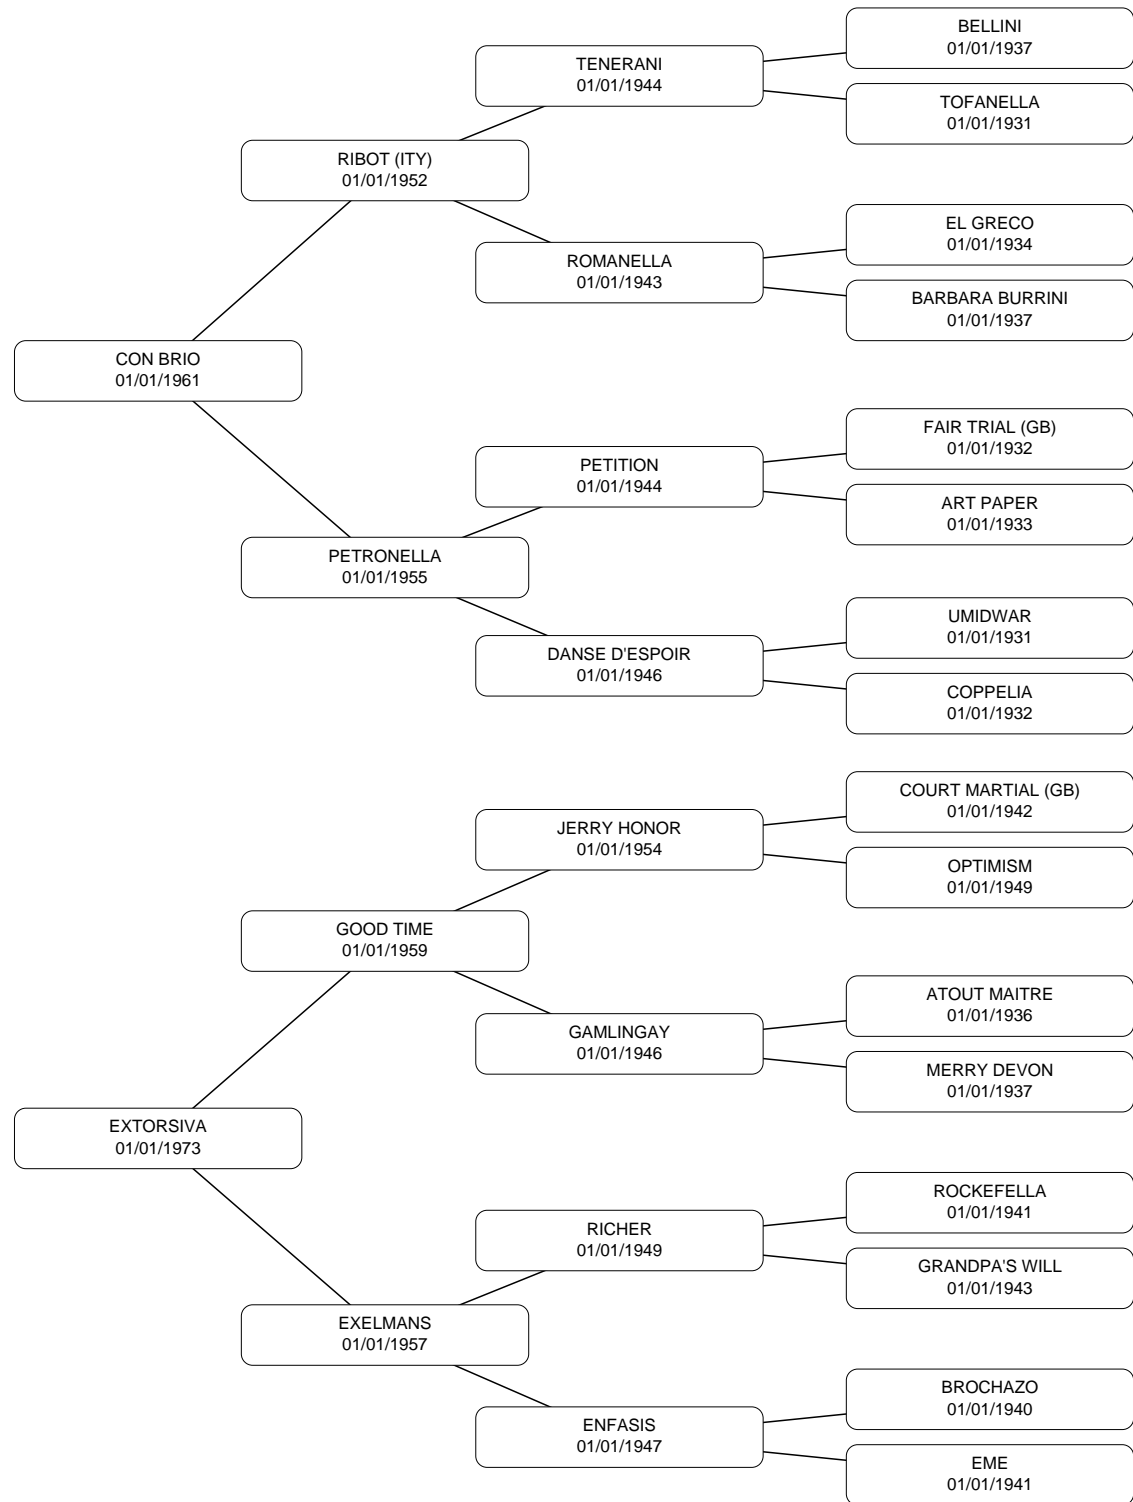 BELLINI
01/01/1937
TENERANI
01/01/1944
TOFANELLA
01/01/1931
RIBOT (ITY)
01/01/1952
EL GRECO
01/01/1934
ROMANELLA
01/01/1943
BARBARA BURRINI
01/01/1937
CON BRIO
01/01/1961
FAIR TRIAL (GB)
01/01/1932
PETITION
01/01/1944
ART PAPER
01/01/1933
PETRONELLA
01/01/1955
UMIDWAR
01/01/1931
DANSE D'ESPOIR
01/01/1946
COPPELIA
01/01/1932
COURT MARTIAL (GB)
01/01/1942
JERRY HONOR
01/01/1954
OPTIMISM
01/01/1949
GOOD TIME
01/01/1959
ATOUT MAITRE
01/01/1936
GAMLINGAY
01/01/1946
MERRY DEVON
01/01/1937
EXTORSIVA
01/01/1973
ROCKEFELLA
01/01/1941
RICHER
01/01/1949
GRANDPA'S WILL
01/01/1943
EXELMANS
01/01/1957
BROCHAZO
01/01/1940
ENFASIS
01/01/1947
EME
01/01/1941